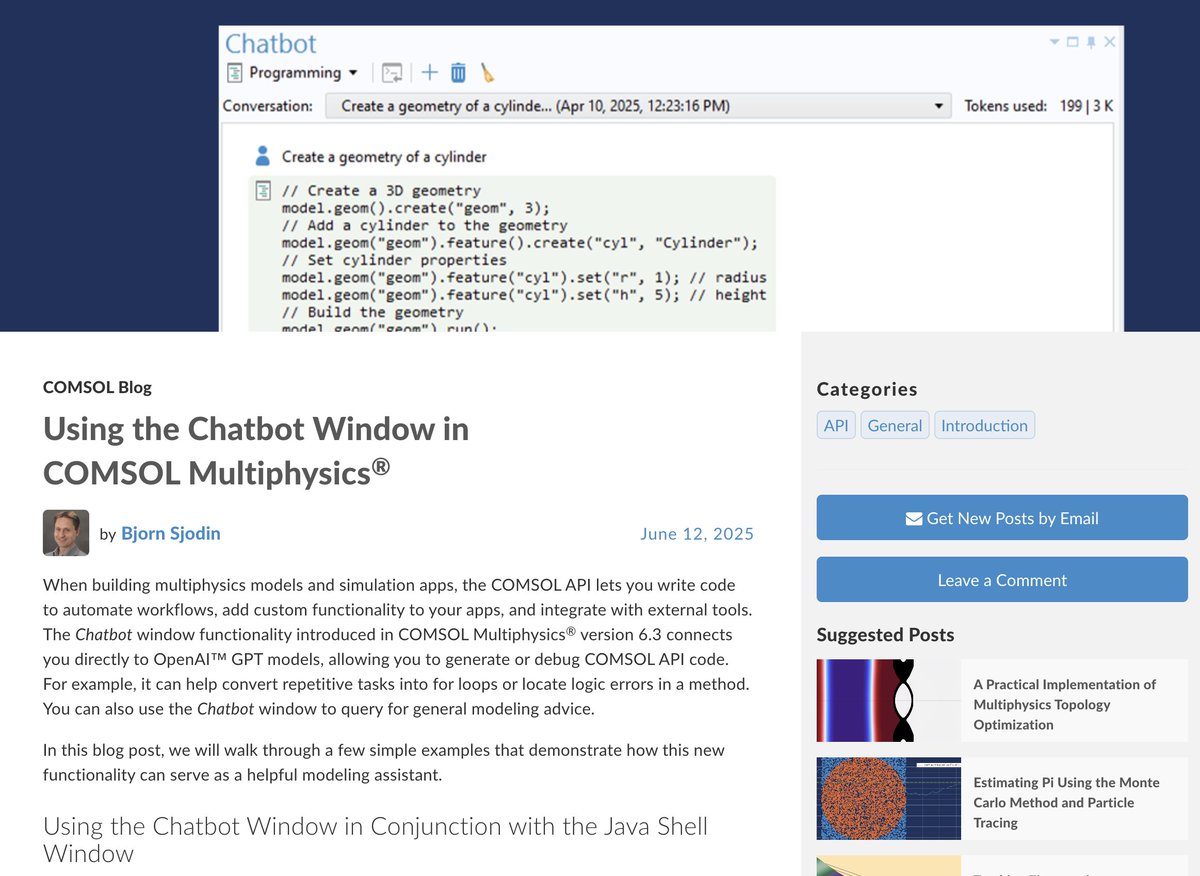 Chatbot
Programming
Conversation: Create a geometry of a cylinde... (Apr 10, 2025, 12:23:16 PM) Tokens used: 199 | 3 K
Create a geometry of a cylinder
// Create a 3D geometry
model.geom().create("geom", 3);
// Add a cylinder to the geometry
model.geom("geom").feature().create("cyl", "Cylinder");
// Set cylinder properties
model.geom("geom").feature("cyl").set("r", 1); // radius
model.geom("geom").feature("cyl").set("h", 5); // height
// Build the geometry
model.geom("geom").run();
COMSOL Blog
Using the Chatbot Window in
COMSOL Multiphysics®
by Bjorn Sjodin
June 12, 2025
When building multiphysics models and simulation apps, the COMSOL API lets you write code
to automate workflows, add custom functionality to your apps, and integrate with external tools.
The Chatbot window functionality introduced in COMSOL Multiphysics® version 6.3 connects
you directly to OpenAI™ GPT models, allowing you to generate or debug COMSOL API code.
For example, it can help convert repetitive tasks into for loops or locate logic errors in a method.
You can also use the Chatbot window to query for general modeling advice.
In this blog post, we will walk through a few simple examples that demonstrate how this new
functionality can serve as a helpful modeling assistant.
Using the Chatbot Window in Conjunction with the Java Shell
Window
Categories
API General Introduction
Get New Posts by Email
Leave a Comment
Suggested Posts
A Practical Implementation of
Multiphysics Topology
Optimization
Estimating Pi Using the Monte
Carlo Method and Particle
Tracing